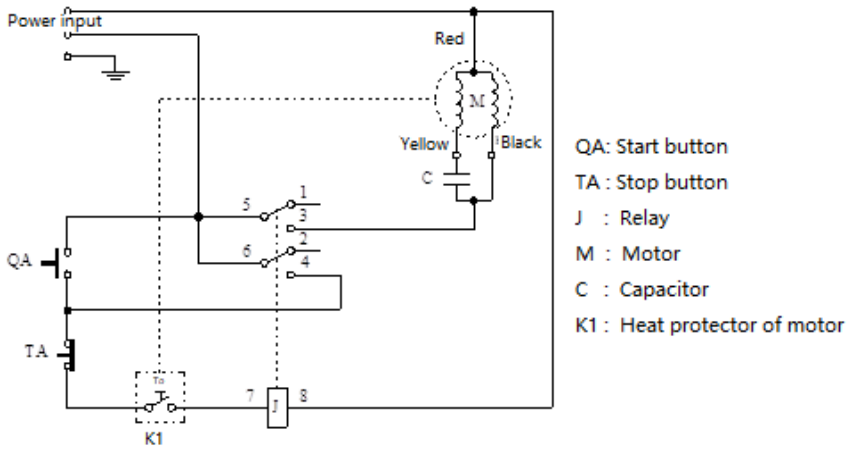 Power input
Red
M
Yellow
Black
C
1
5
3
2
6
4
QA
TA
To
7
J
8
K1
QA: Start button
TA : Stop button
J : Relay
M : Motor
C : Capacitor
K1 : Heat protector of motor